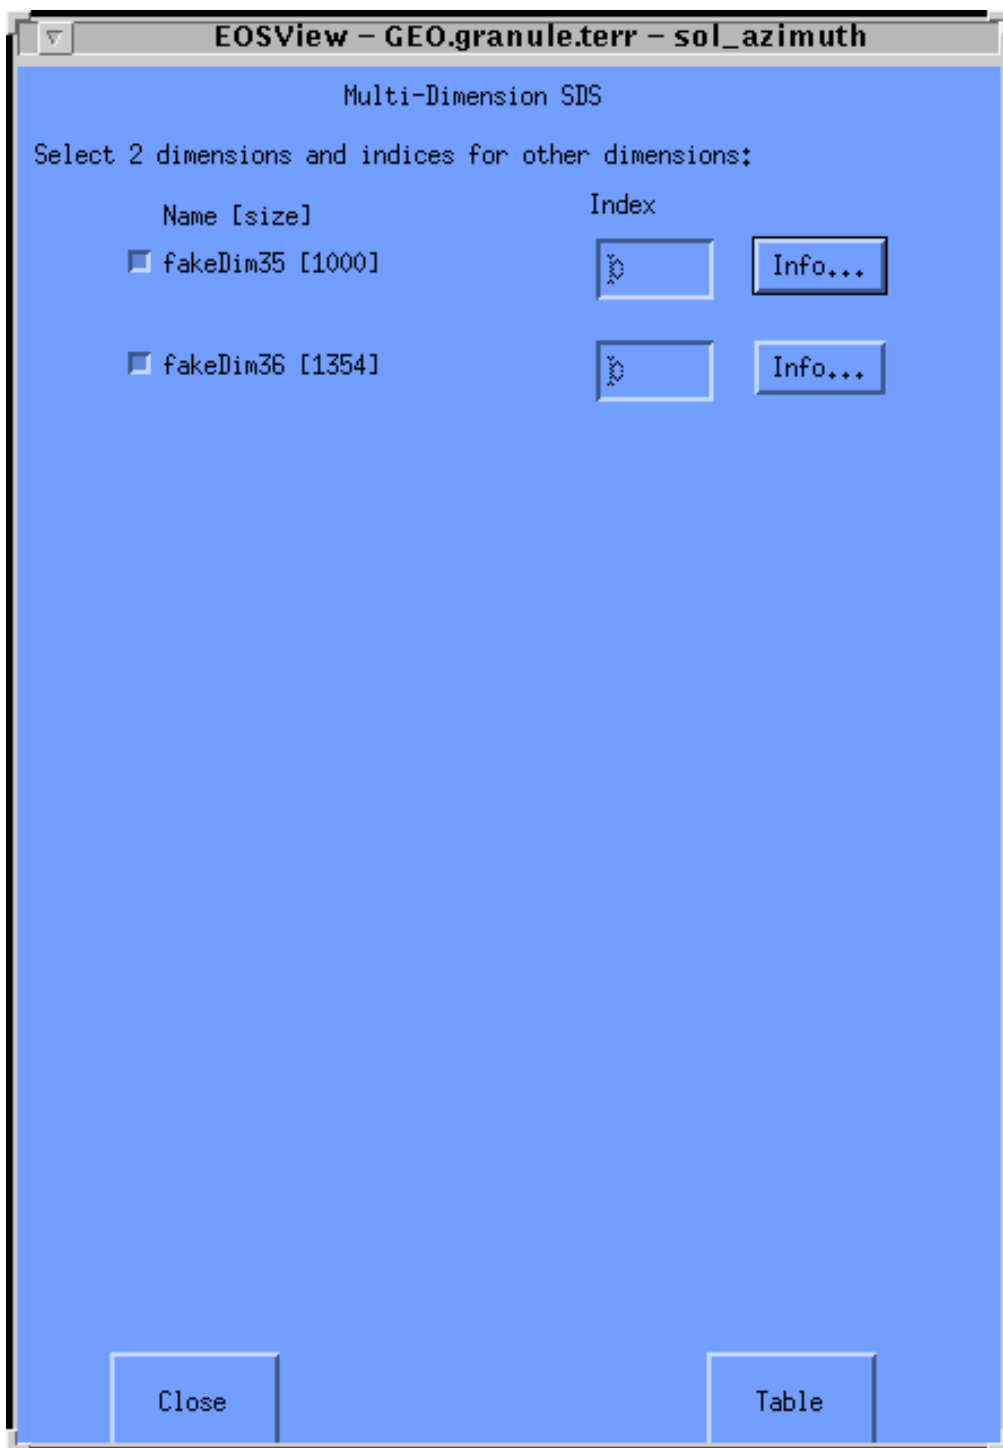 EOSView – GEO.granule.terr – sol_azimuth
Multi-Dimension SDS
Select 2 dimensions and indices for other dimensions:
Name [size]
Index
fakeDim35 [1000]
Info...
fakeDim36 [1354]
Info...
Close
Table